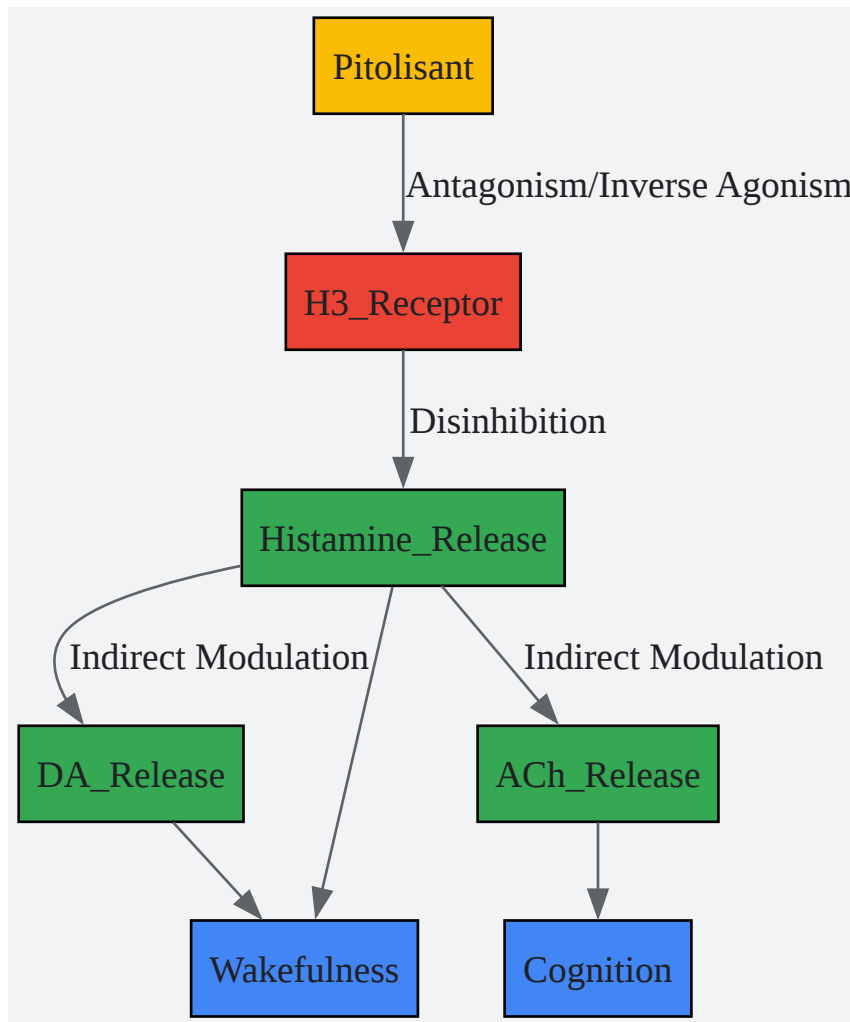 Pitolisant
Antagonism/Inverse Agonism
H3_Receptor
Disinhibition
Histamine_Release
Indirect Modulation
Indirect Modulation
DA_Release
ACh_Release
Wakefulness
Cognition